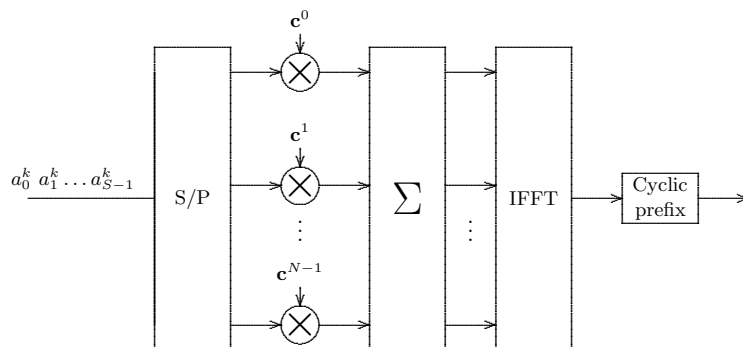 c^0
c^1
a_0^k a_1^k … a_{S−1}^k
S/P
∑
IFFT
Cyclic
prefix
⋮
⋮
c^{N−1}